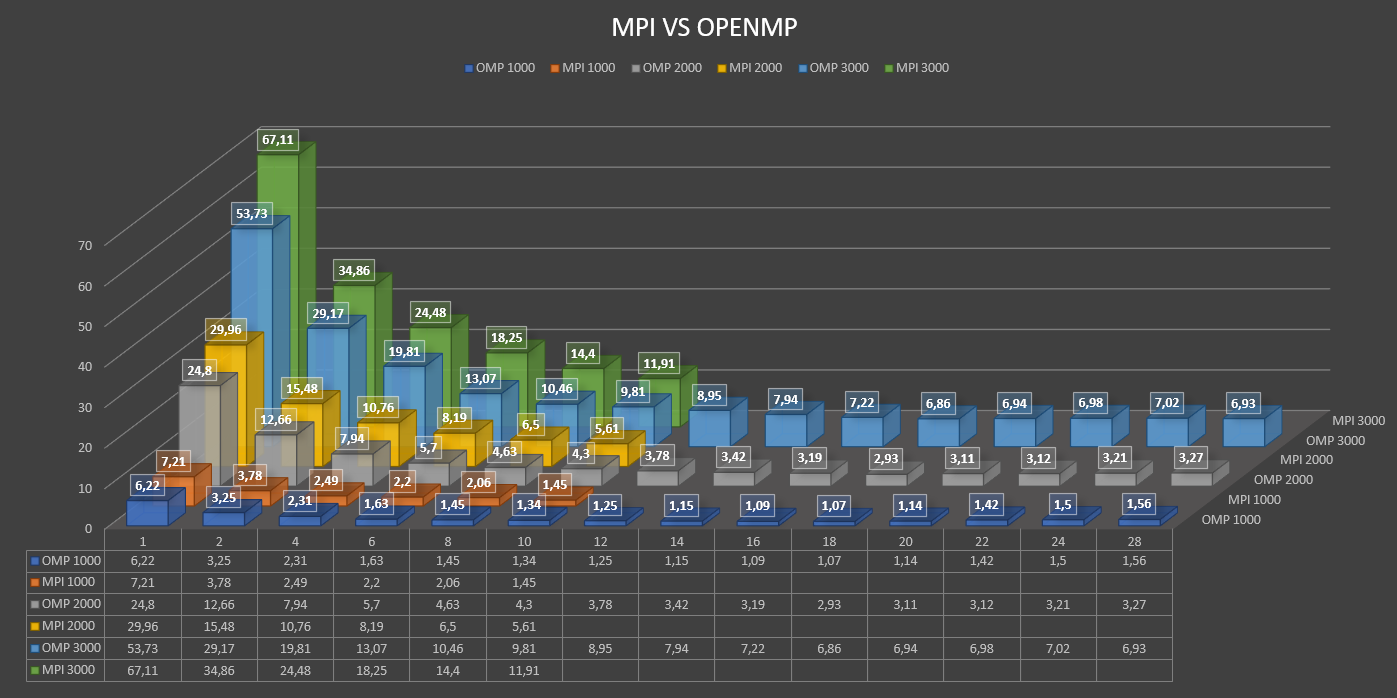 MPI VS OPENMP
OMP 1000 MPI 1000 OMP 2000 MPI 2000 OMP 3000 MPI 3000
67,11
53,73
34,86
29,96 29,17 24,48
24,8 19,81 18,25
15,48 13,07 14,4 11,91
12,66 10,76 10,46 9,81 8,95 7,94 7,22 6,86 6,94 6,98 7,02 6,93
7,94 8,19 6,5 5,61
7,21 5,7 4,63 4,3 3,78 3,42 3,19 2,93 3,11 3,12 3,21 3,27
6,22 3,78 2,49 2,2 2,06 1,45
3,25 2,31 1,63 1,45 1,34 1,25 1,15 1,09 1,07 1,14 1,42 1,5 1,56
70
60
50
40
30
20
10
0
MPI 3000
OMP 3000
MPI 2000
OMP 2000
MPI 1000
OMP 1000
1 2 4 6 8 10 12 14 16 18 20 22 24 28
OMP 1000 6,22 3,25 2,31 1,63 1,45 1,34 1,25 1,15 1,09 1,07 1,14 1,42 1,5 1,56
MPI 1000 7,21 3,78 2,49 2,2 2,06 1,45
OMP 2000 24,8 12,66 7,94 5,7 4,63 4,3 3,78 3,42 3,19 2,93 3,11 3,12 3,21 3,27
MPI 2000 29,96 15,48 10,76 8,19 6,5 5,61
OMP 3000 53,73 29,17 19,81 13,07 10,46 9,81 8,95 7,94 7,22 6,86 6,94 6,98 7,02 6,93
MPI 3000 67,11 34,86 24,48 18,25 14,4 11,91